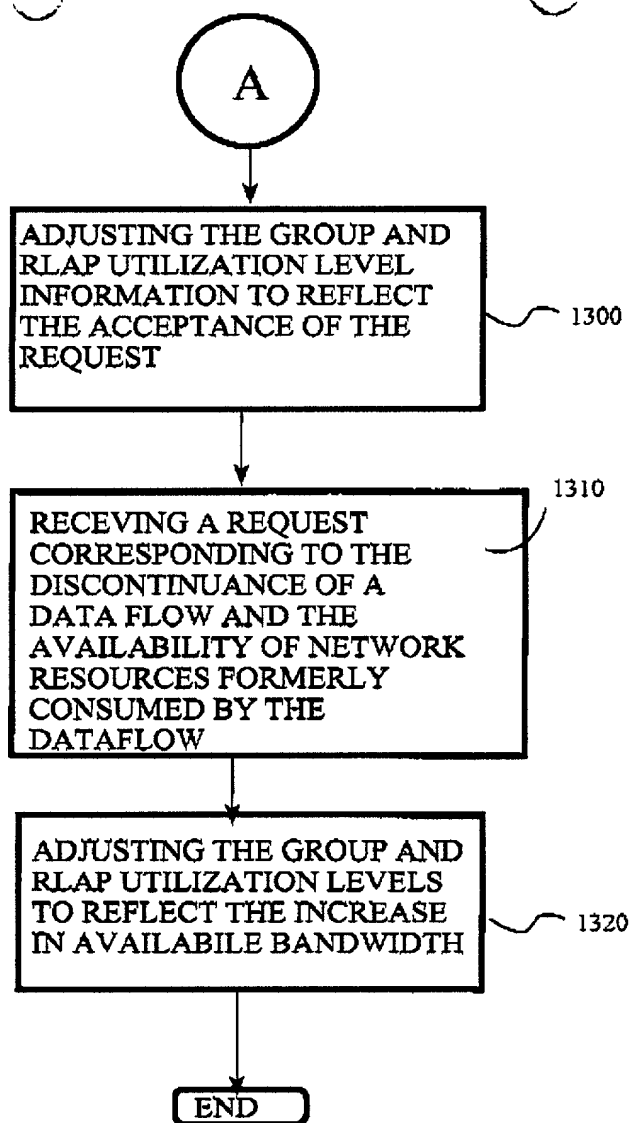 A
ADJUSTING THE GROUP AND
RLAP UTILIZATION LEVEL
INFORMATION TO REFLECT
THE ACCEPTANCE OF THE
REQUEST
1300
1310
RECEVING A REQUEST
CORRESPONDING TO THE
DISCONTINUANCE OF A
DATA FLOW AND THE
AVAILABILITY OF NETWORK
RESOURCES FORMERLY
CONSUMED BY THE
DATAFLOW
ADJUSTING THE GROUP AND
RLAP UTILIZATION LEVELS
TO REFLECT THE INCREASE
IN AVAILABILE BANDWIDTH
1320
END